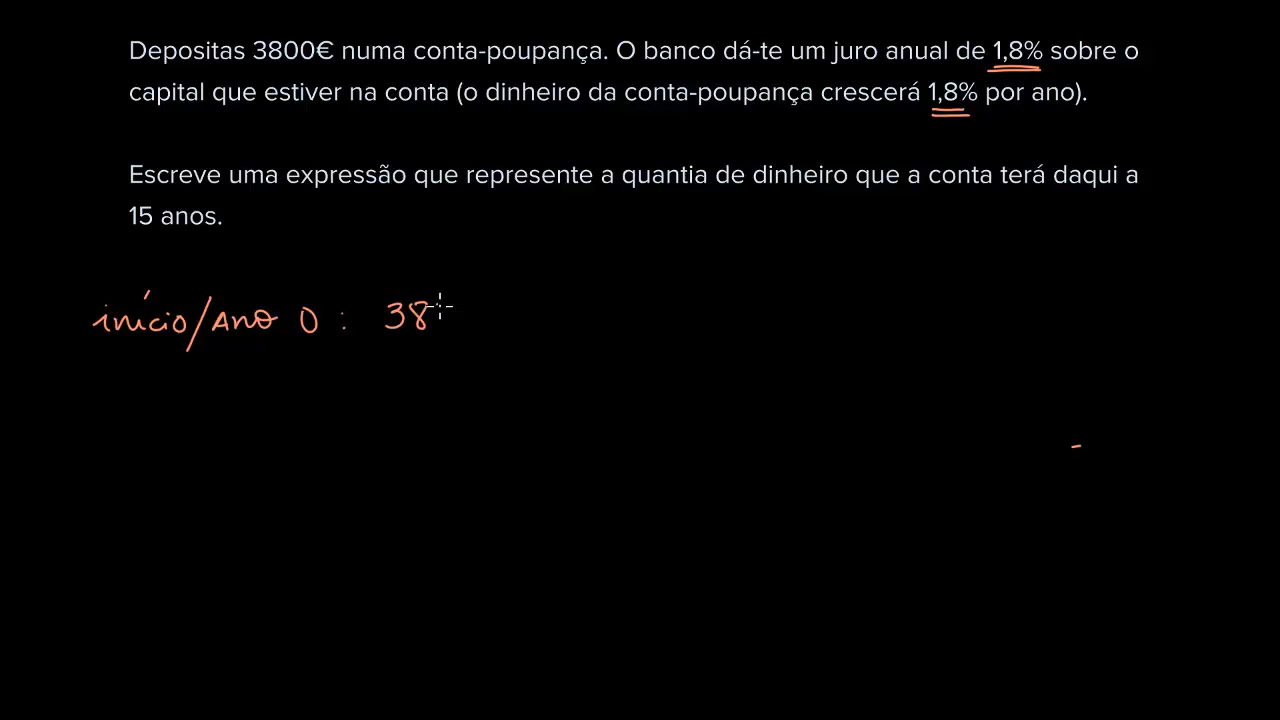 Depositas 3800€ numa conta-poupança. O banco dá-te um juro anual de 1,8% sobre o
capital que estiver na conta (o dinheiro da conta-poupança crescerá 1,8% por ano).
Escreve uma expressão que represente a quantia de dinheiro que a conta terá daqui a
15 anos.
início/Ano 0 : 38